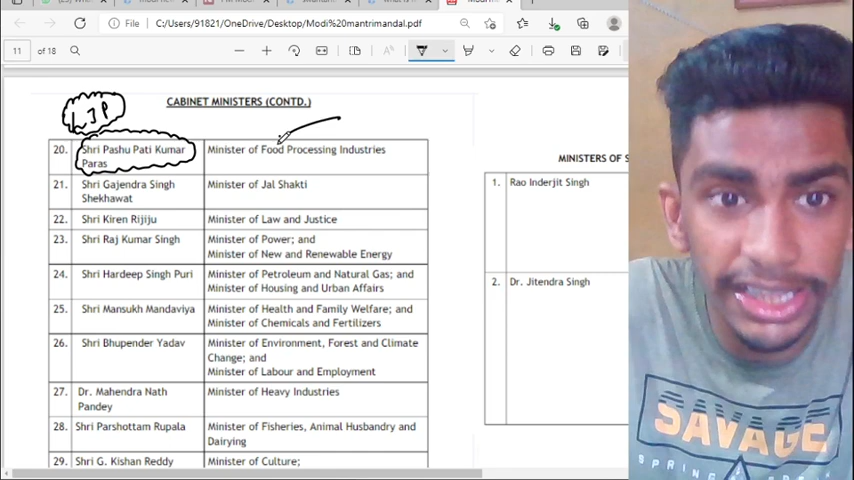 File
C:/Users/91821/OneDrive/Desktop/Modi%20mantrimandal.pdf
11 of 18
CABINET MINISTERS (CONTD.)
LJP
20. Shri Pashu Pati Kumar Paras Minister of Food Processing Industries
21. Shri Gajendra Singh Shekhawat Minister of Jal Shakti
22. Shri Kiren Rijiju Minister of Law and Justice
23. Shri Raj Kumar Singh Minister of Power; and
Minister of New and Renewable Energy
24. Shri Hardeep Singh Puri Minister of Petroleum and Natural Gas; and
Minister of Housing and Urban Affairs
25. Shri Mansukh Mandaviya Minister of Health and Family Welfare; and
Minister of Chemicals and Fertilizers
26. Shri Bhupender Yadav Minister of Environment, Forest and Climate
Change; and
Minister of Labour and Employment
27. Dr. Mahendra Nath Pandey Minister of Heavy Industries
28. Shri Parshottam Rupala Minister of Fisheries, Animal Husbandry and
Dairying
29. Shri G. Kishan Reddy Minister of Culture;
MINISTERS OF S
1. Rao Inderjit Singh
2. Dr. Jitendra Singh
SAVAGE